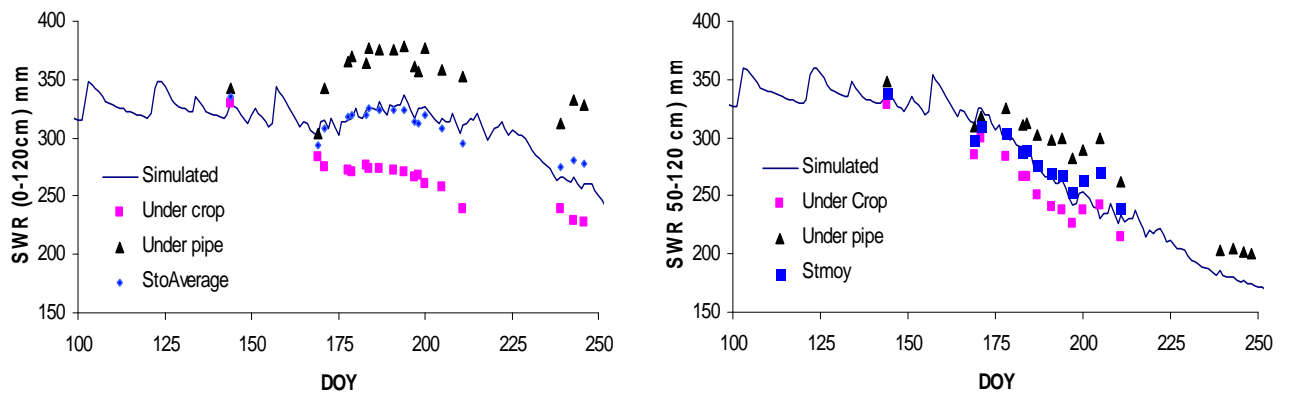 SWR (0-120cm) mm
400
350
300
250
200
150
100 125 150 175 200 225 250
DOY
Simulated
Under crop
Under pipe
StoAverage
SWR 50-120 cm) mm
400
350
300
250
200
150
100 125 150 175 200 225 250
DOY
Simulated
Under Crop
Under pipe
Stmoy